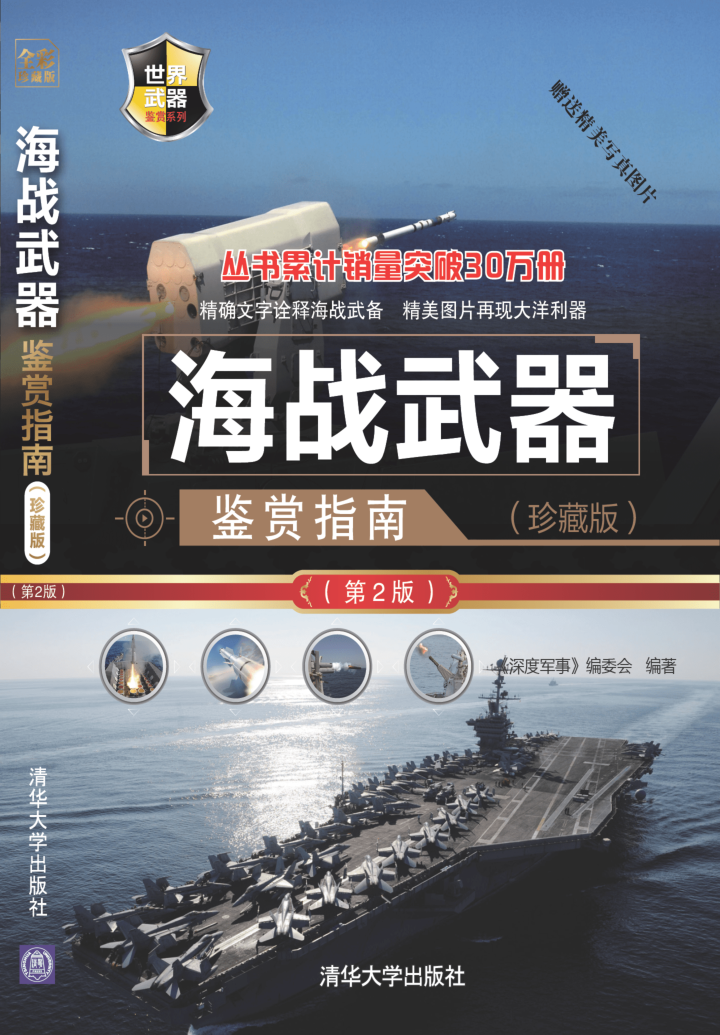 全彩
珍藏版
海战武器
鉴赏指南
（珍藏版）
（第2版）
清华大学出版社
世界
武器
鉴赏系列
赠送精美写真图片
丛书累计销量突破30万册
精确文字诠释海战武备 精美图片再现大洋利器
海战武器
鉴赏指南
（珍藏版）
（第2版）
《深度军事》编委会 编著
清华大学出版社